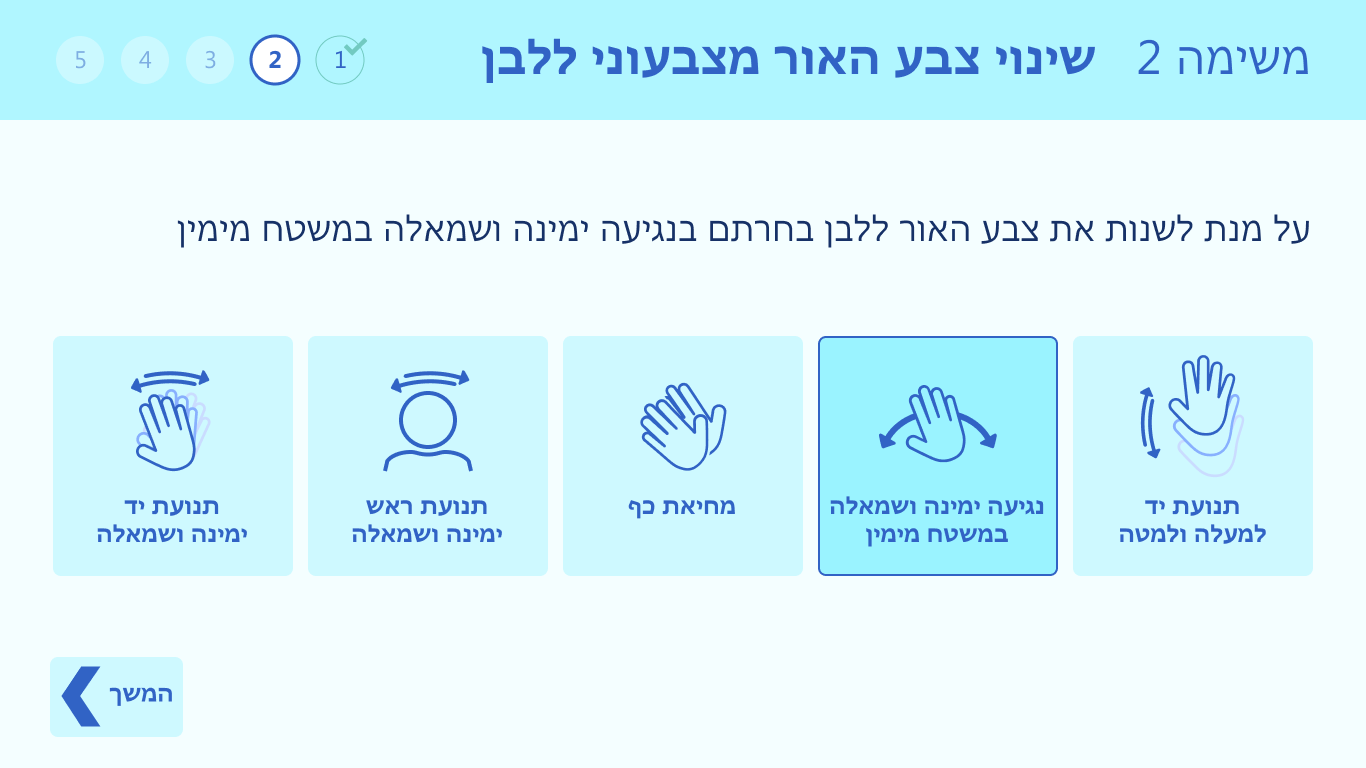 משימה 2 שינוי צבע האור מצבעוני ללבן
1 2 3 4 5
על מנת לשנות את צבע האור ללבן בחרתם בנגיעה ימינה ושמאלה במשטח מימין
תנועת יד
למעלה ולמטה
נגיעה ימינה ושמאלה
במשטח מימין
מחיאת כף
תנועת ראש
ימינה ושמאלה
תנועת יד
ימינה ושמאלה
המשך